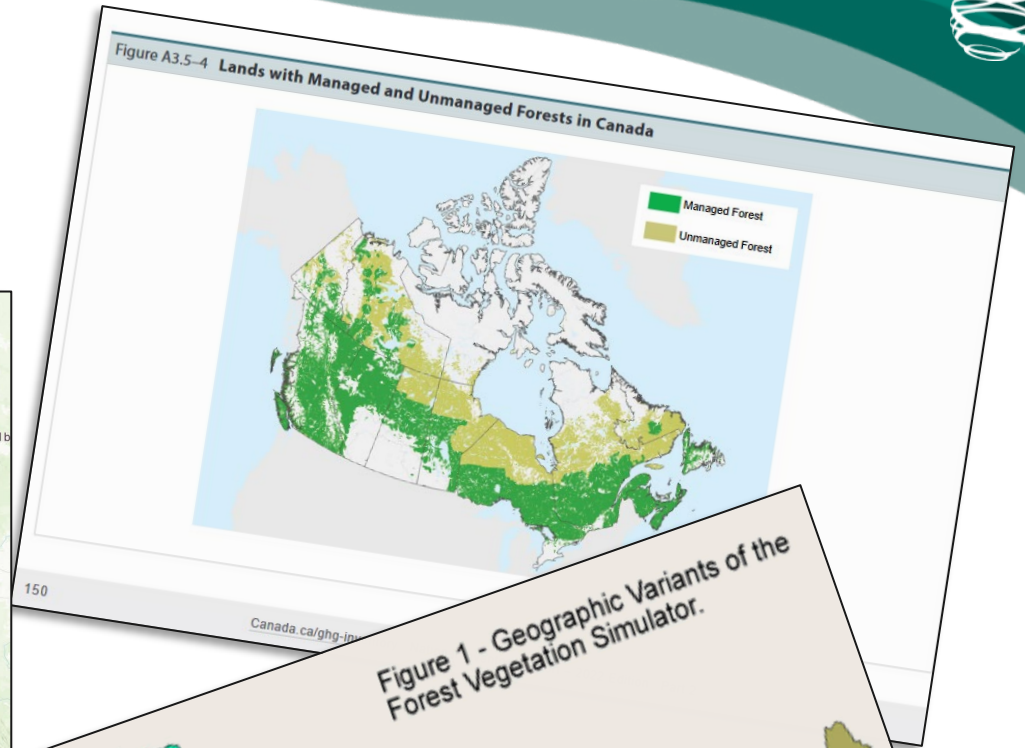 Figure A3.5–4 Lands with Managed and Unmanaged Forests in Canada
Managed Forest
Unmanaged Forest
150
Canada.ca/ghg-in
Figure 1 - Geographic Variants of the
Forest Vegetation Simulator.